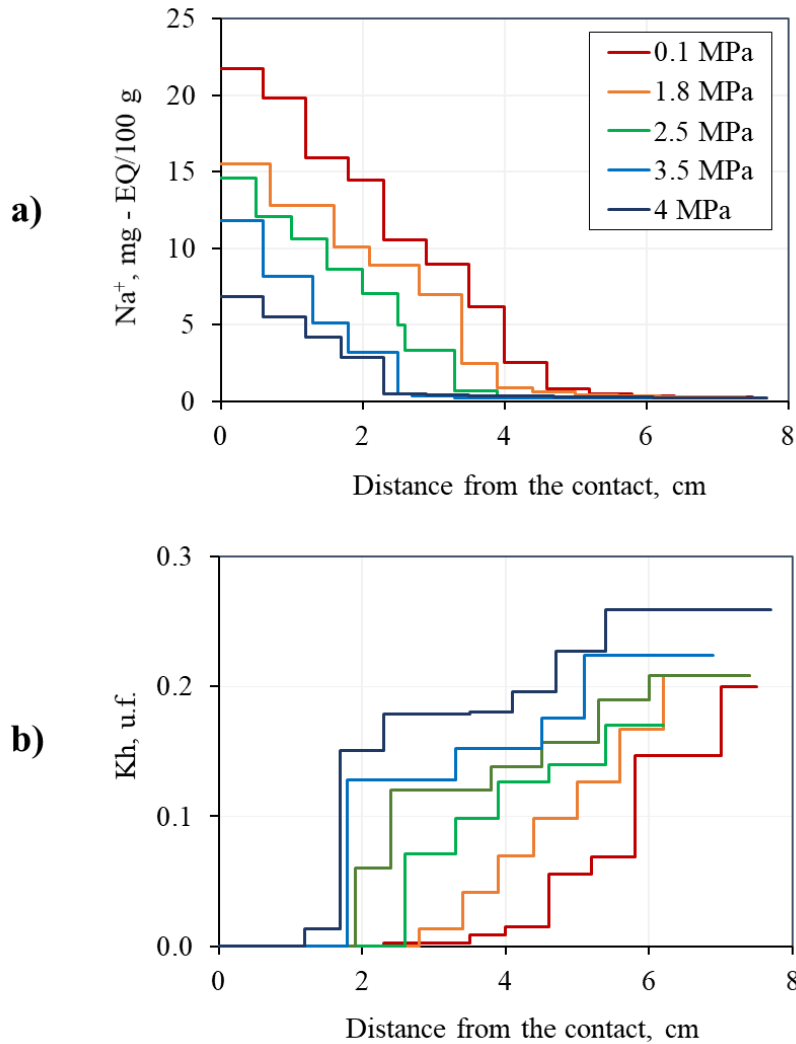 25
20
15
10
5
0
0 2 4 6 8
Na⁺, mg - EQ/100 g
Distance from the contact, cm
0.1 MPa
1.8 MPa
2.5 MPa
3.5 MPa
4 MPa
a)
0.3
0.2
0.1
0.0
0 2 4 6 8
Kh, u.f.
Distance from the contact, cm
b)